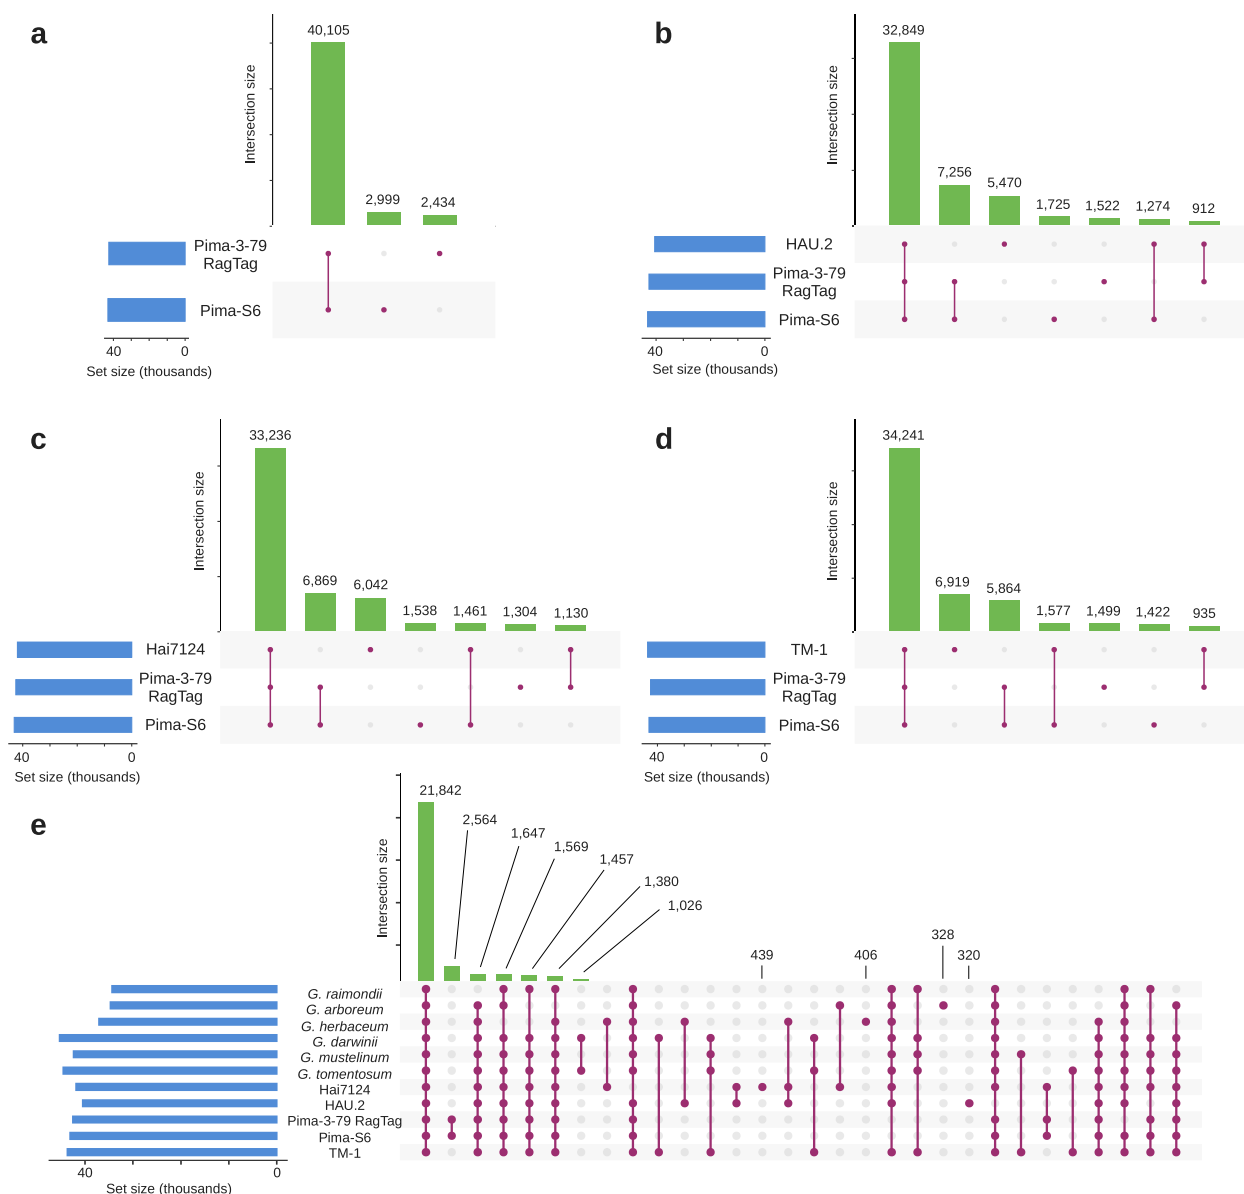 a
40,105
2,999
2,434
Intersection size
Pima-3-79
RagTag
Pima-S6
40
0
Set size (thousands)
b
32,849
7,256
5,470
1,725
1,522
1,274
912
Intersection size
HAU.2
Pima-3-79
RagTag
Pima-S6
40
0
Set size (thousands)
c
33,236
6,869
6,042
1,538
1,461
1,304
1,130
Intersection size
Hai7124
Pima-3-79
RagTag
Pima-S6
40
0
Set size (thousands)
d
34,241
6,919
5,864
1,577
1,499
1,422
935
Intersection size
TM-1
Pima-3-79
RagTag
Pima-S6
40
0
Set size (thousands)
e
21,842
2,564
1,647
1,569
1,457
1,380
1,026
439
406
328
320
Intersection size
G. raimondii
G. arboreum
G. herbaceum
G. darwinii
G. mustelinum
G. tomentosum
Hai7124
HAU.2
Pima-3-79 RagTag
Pima-S6
TM-1
40
0
Set size (thousands)